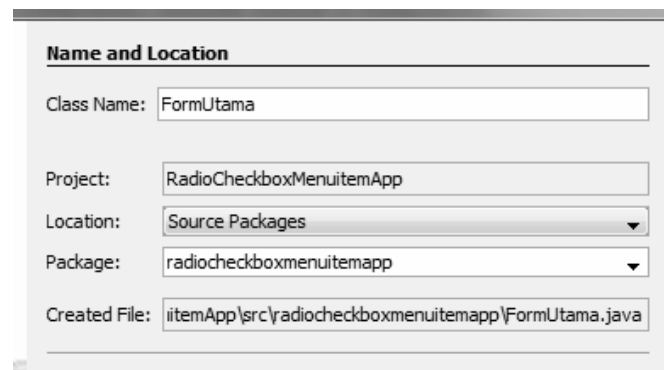 Name and Location
Class Name: FormUtama
Project: RadioCheckboxMenuitemApp
Location: Source Packages
Package: radiocheckboxmenuitemapp
Created File: itemApp\src\radiocheckboxmenuitemapp\FormUtama.java